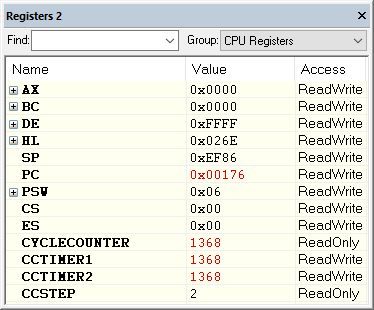 Registers 2
Find: Group: CPU Registers
Name Value Access
AX 0x0000 ReadWrite
BC 0x0000 ReadWrite
DE 0xFFFF ReadWrite
HL 0x026E ReadWrite
SP 0xEF86 ReadWrite
PC 0x00176 ReadWrite
PSW 0x06 ReadWrite
CS 0x00 ReadWrite
ES 0x00 ReadWrite
CYCLECOUNTER 1368 ReadOnly
CCTIMER1 1368 ReadWrite
CCTIMER2 1368 ReadWrite
CCSTEP 2 ReadOnly